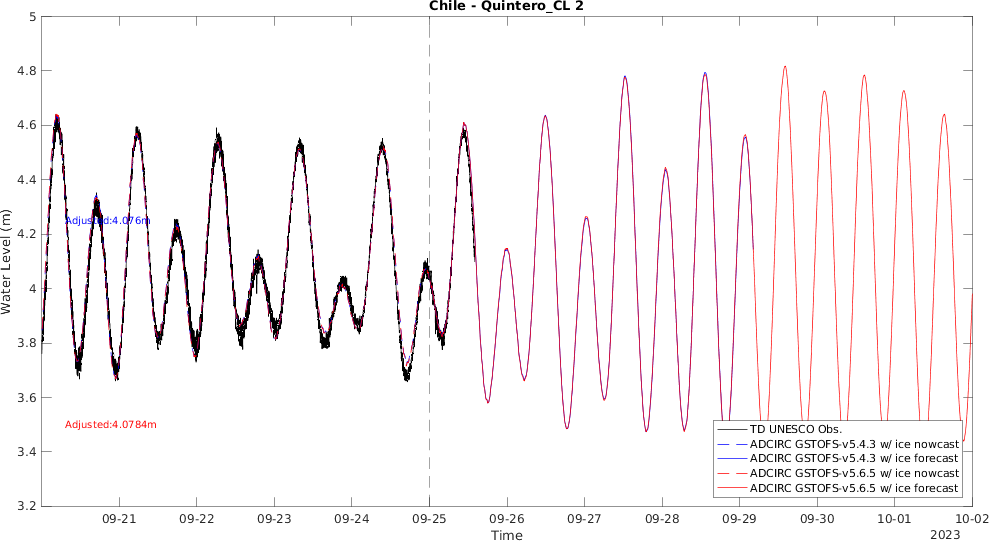 Chile - Quintero_CL 2
Water Level (m)
5
4.8
4.6
4.4
4.2
4
3.8
3.6
3.4
3.2
Adjusted:4.076m
Adjusted:4.0784m
TD UNESCO Obs.
ADCIRC GSTOFS-v5.4.3 w/ ice nowcast
ADCIRC GSTOFS-v5.4.3 w/ ice forecast
ADCIRC GSTOFS-v5.6.5 w/ ice nowcast
ADCIRC GSTOFS-v5.6.5 w/ ice forecast
09-21 09-22 09-23 09-24 09-25 09-26 09-27 09-28 09-29 09-30 10-01 10-02
Time
2023